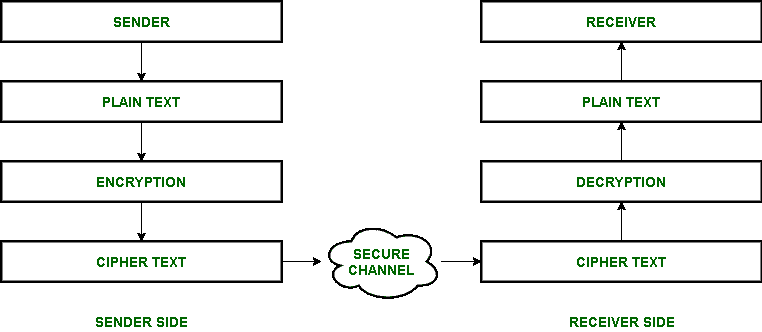 SENDER
PLAIN TEXT
ENCRYPTION
CIPHER TEXT
SENDER SIDE
SECURE
CHANNEL
RECEIVER
PLAIN TEXT
DECRYPTION
CIPHER TEXT
RECEIVER SIDE